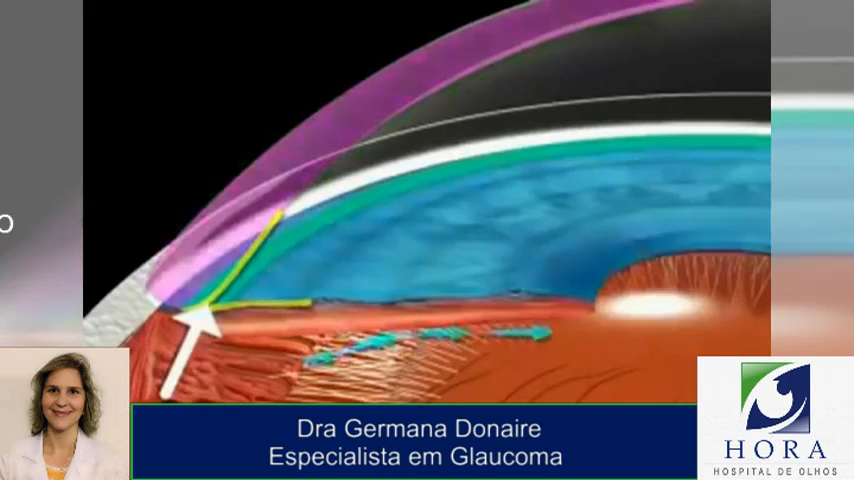 o
Dra Germana Donaire
Especialista em Glaucoma
HORA
HOSPITAL DE OLHOS